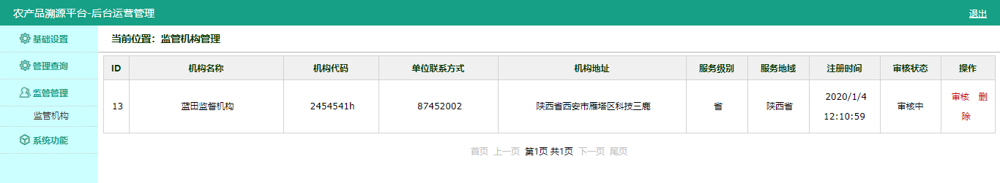 农产品溯源平台-后台运营管理
退出
基础设置
管理查询
监管管理
监管机构
系统功能
当前位置：监管机构管理
ID 机构名称 机构代码 单位联系方式 机构地址 服务级别 服务地域 注册时间 审核状态 操作
13 蓝田监督机构 2454541h 87452002 陕西省西安市雁塔区科技三鹿 省 陕西省 2020/1/4 审核中 审核 删
12:10:59 除
首页 上一页 第1页 共1页 下一页 尾页